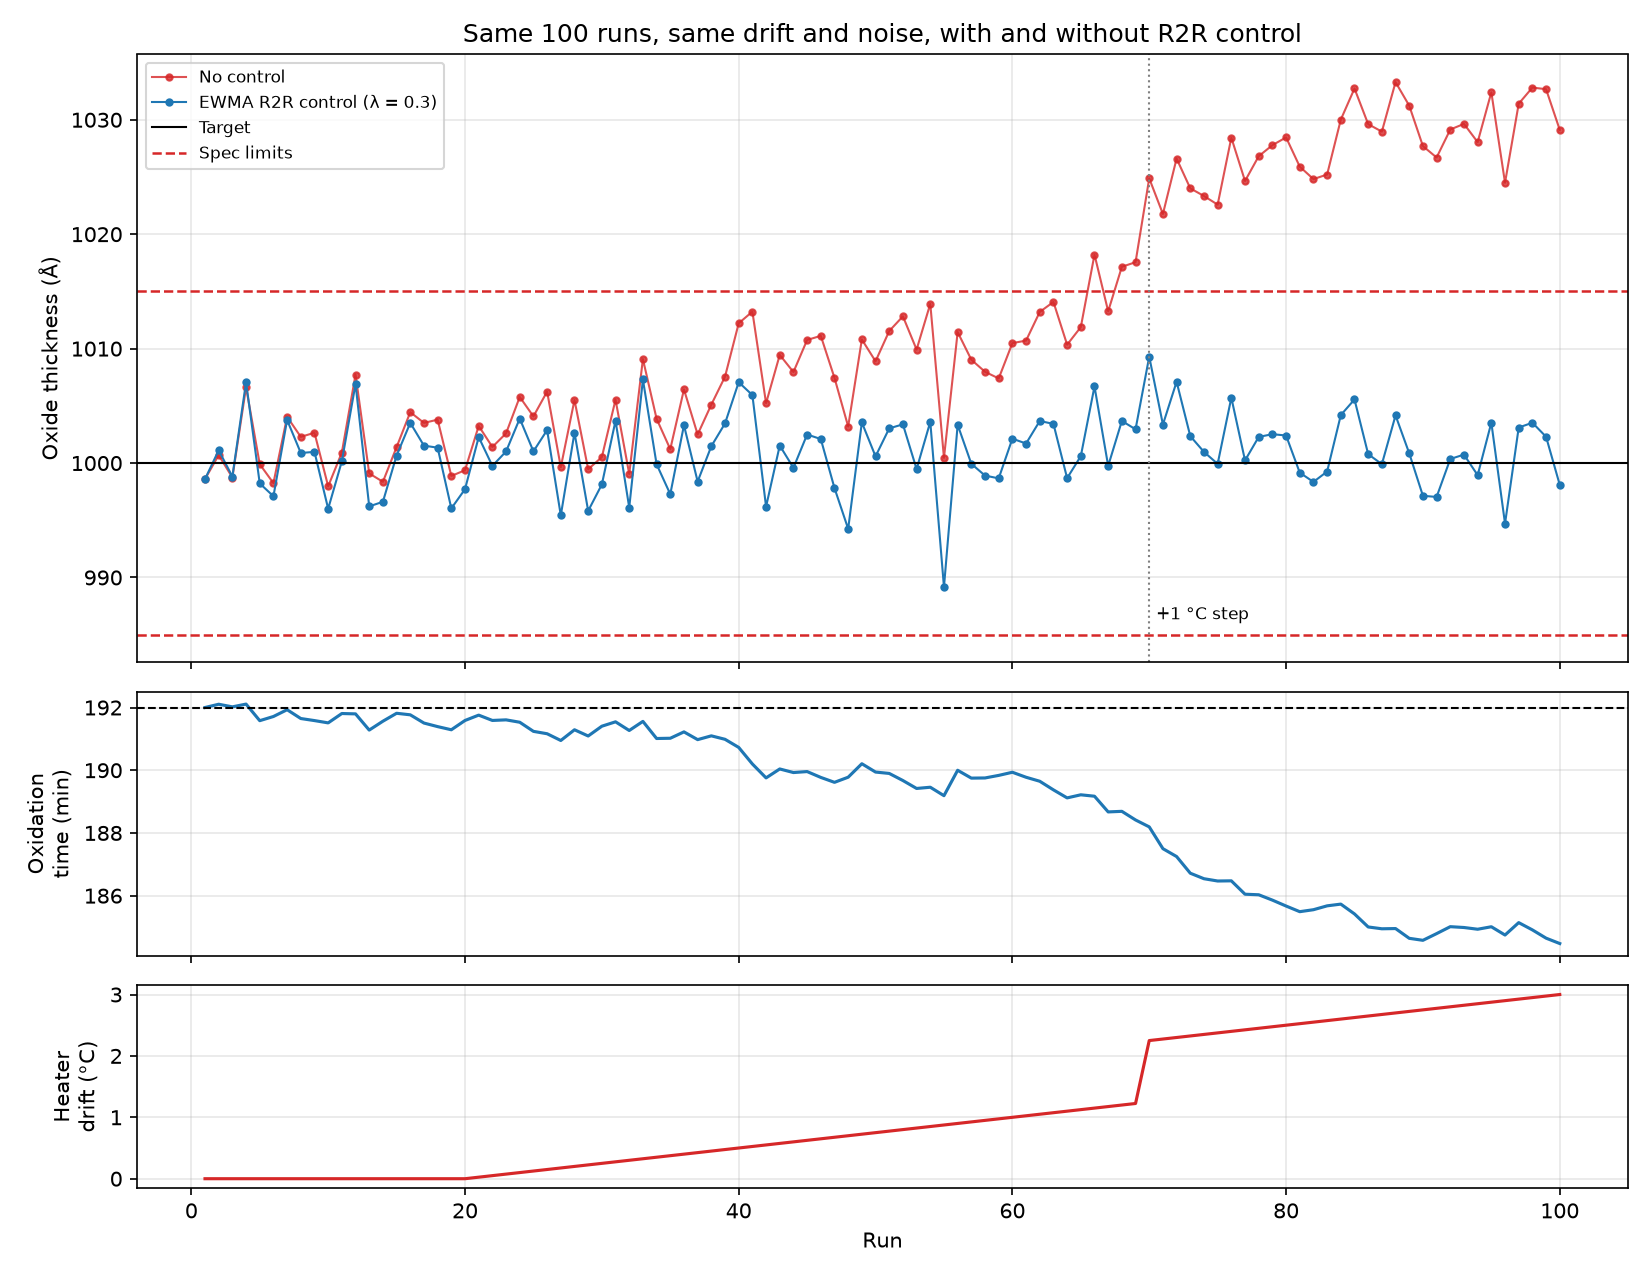 Same 100 runs, same drift and noise, with and without R2R control
No control
EWMA R2R control (λ = 0.3)
Target
Spec limits
Oxide thickness (Å)
1030
1020
1010
1000
990
+1 °C step
Oxidation
time (min)
192
190
188
186
Heater
drift (°C)
3
2
1
0
0 20 40 60 80 100
Run